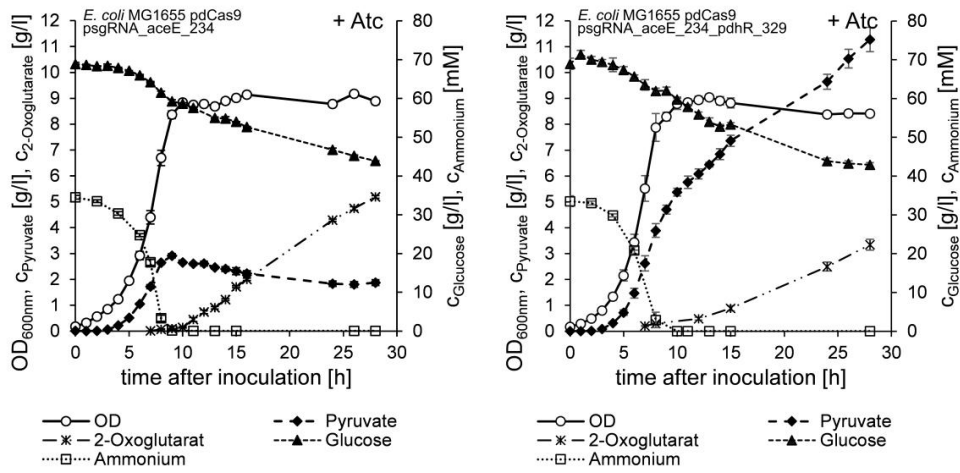 E. coli MG1655 pdCas9
psgRNA_aceE_234
+ Atc
OD600nm, cPyruvate [g/l], c2-Oxoglutarate [g/l]
12
11
10
9
8
7
6
5
4
3
2
1
0
80
70
60
50
40
30
20
10
0
cGlcucose [g/l], cAmmonium [mM]
0 5 10 15 20 25 30
time after inoculation [h]
OD Pyruvate
2-Oxoglutarat Glucose
Ammonium
E. coli MG1655 pdCas9
psgRNA_aceE_234_pdhR_329
+ Atc
OD600nm, cPyruvate [g/l], c2-Oxoglutarate [g/l]
12
11
10
9
8
7
6
5
4
3
2
1
0
80
70
60
50
40
30
20
10
0
cGlcucose [g/l], cAmmonium [mM]
0 5 10 15 20 25 30
time after inoculation [h]
OD Pyruvate
2-Oxoglutarat Glucose
Ammonium